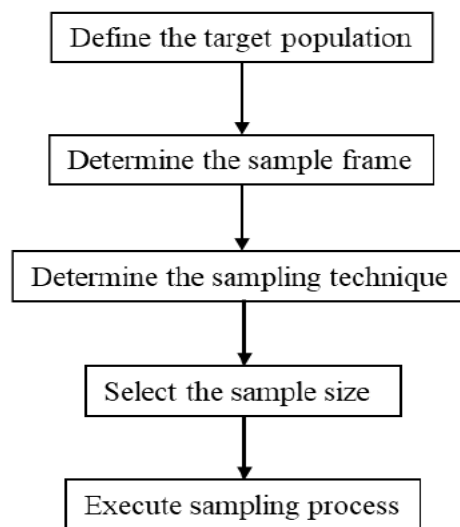 Define the target population
Determine the sample frame
Determine the sampling technique
Select the sample size
Execute sampling process